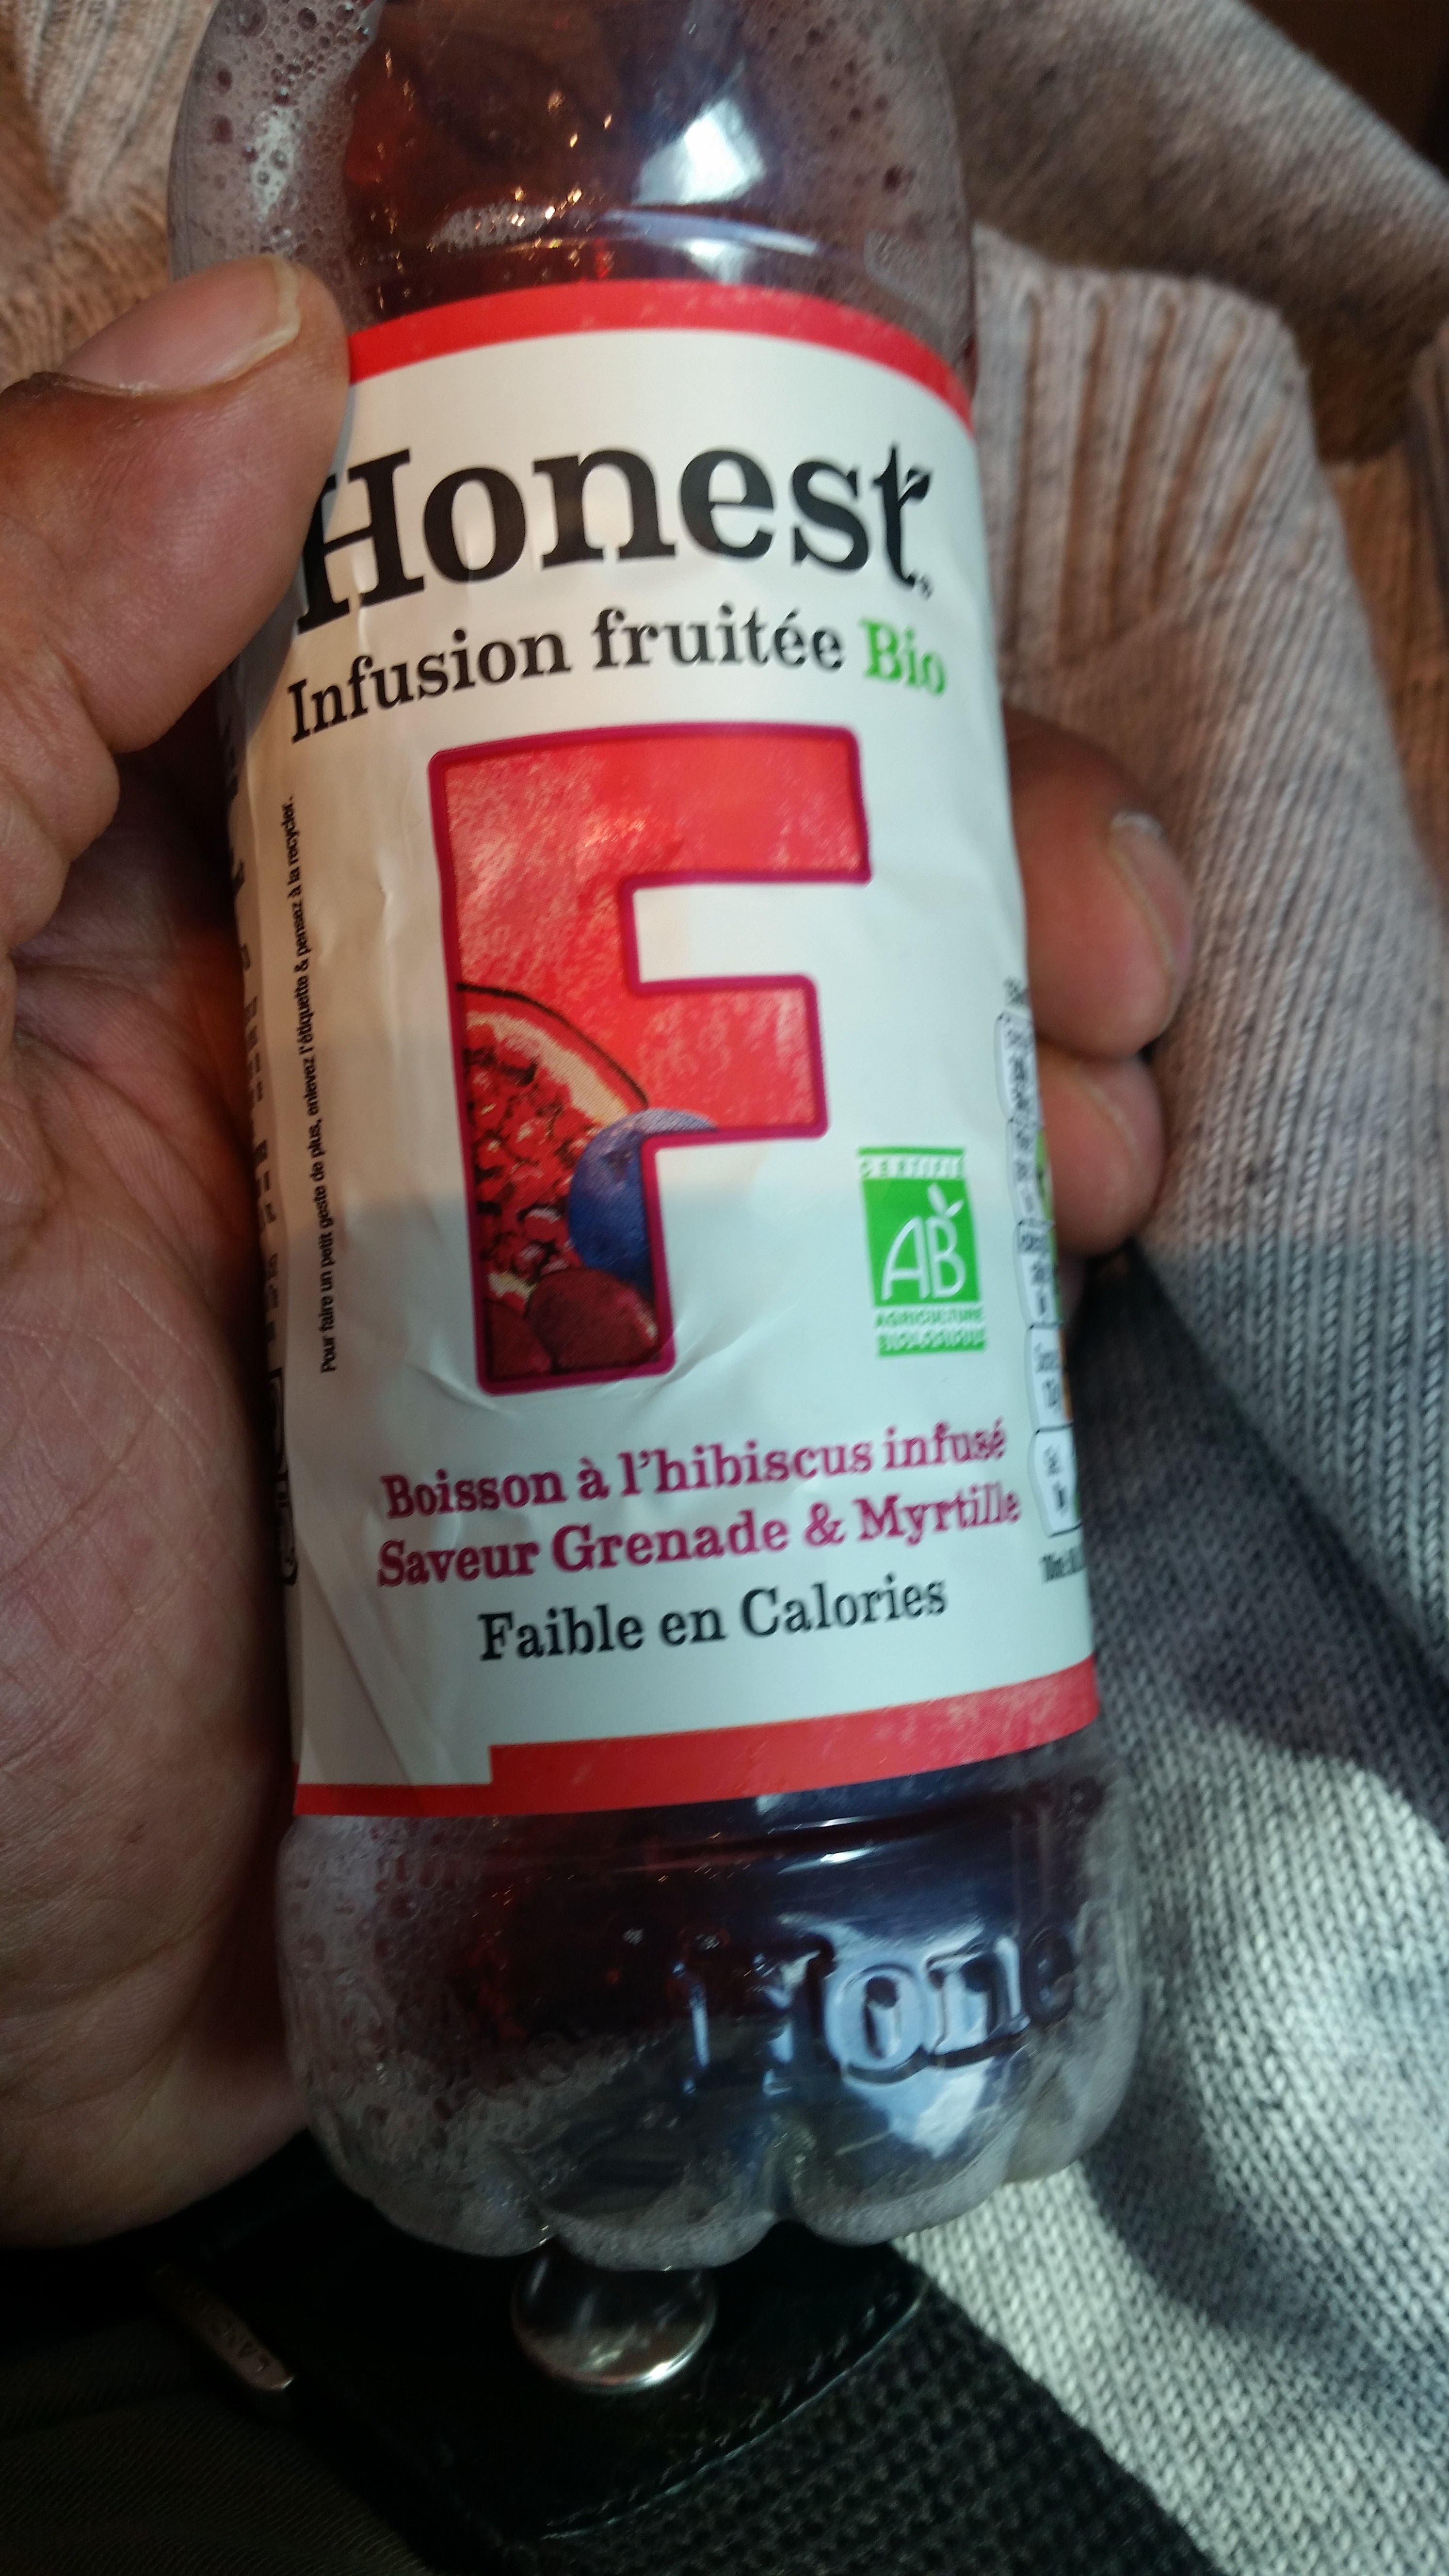 Honest
Infusion fruitée Bio
F
Pour faire un petit geste de plus, enlevez l'étiquette & pensez à la recycler.
CERTIFIÉ
AB
AGRICULTURE
BIOLOGIQUE
Boisson à l'hibiscus infusé
Saveur Grenade & Myrtille
Faible en Calories